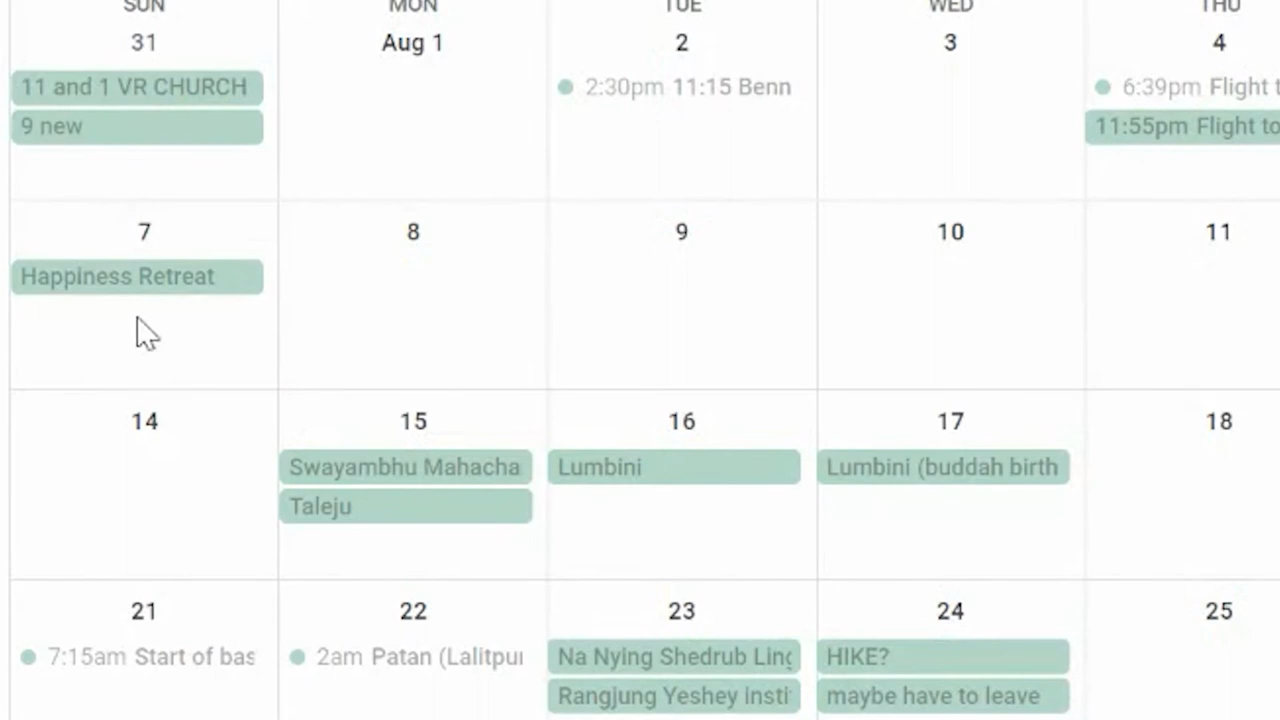 SUN MON TUE WED THU
31 Aug 1 2 3 4
11 and 1 VR CHURCH
9 new
2:30pm 11:15 Benn
6:39pm Flight t
11:55pm Flight to
7 8 9 10 11
Happiness Retreat
14 15 16 17 18
Swayambhu Mahacha
Taleju
Lumbini
Lumbini (buddah birth
21 22 23 24 25
7:15am Start of bas
2am Patan (Lalitpur
Na Nying Shedrub Ling
Rangjung Yeshey insti
HIKE?
maybe have to leave